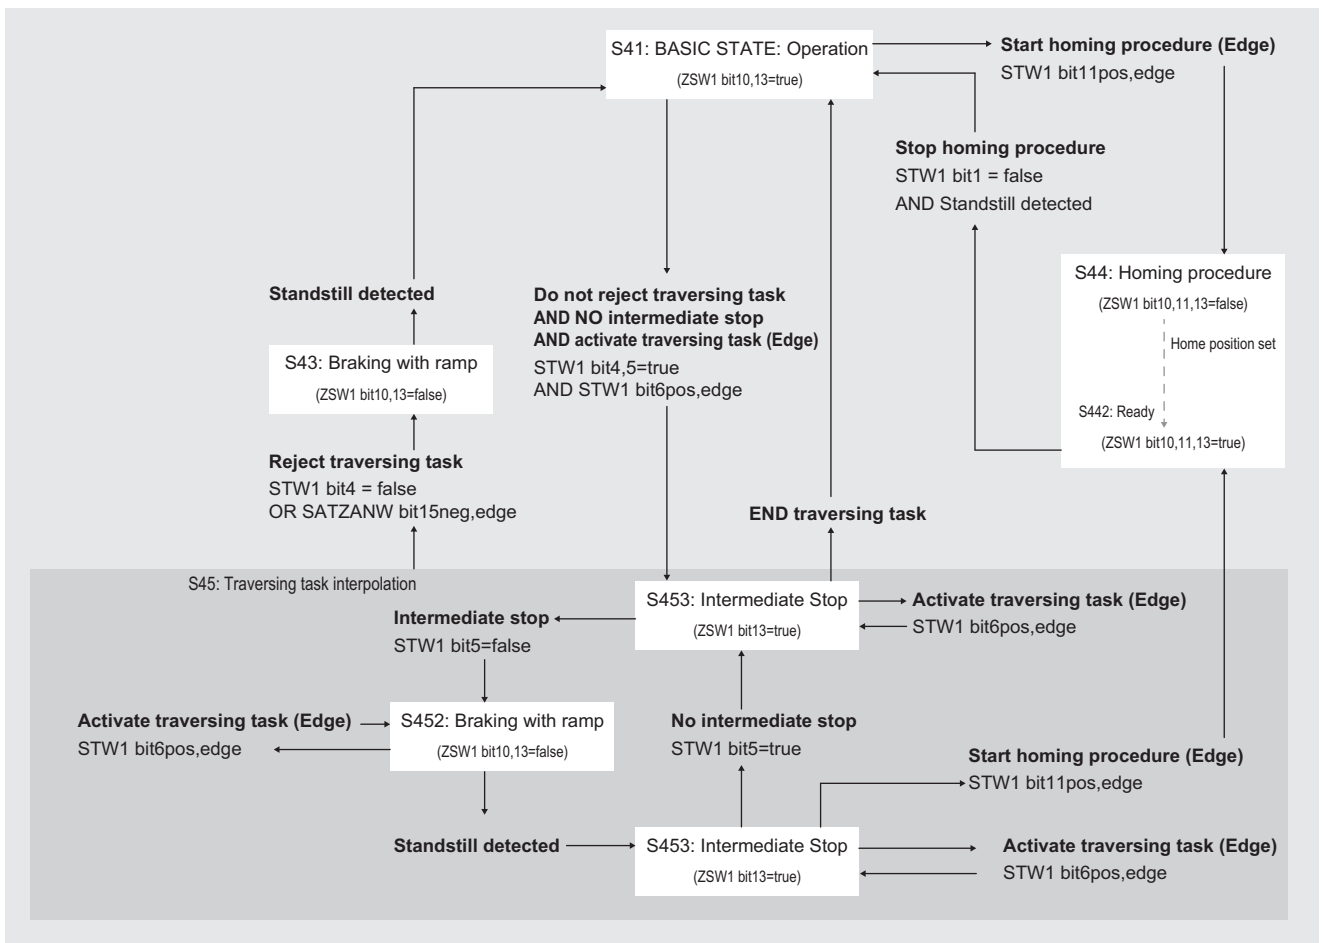 S41: BASIC STATE: Operation
(ZSW1 bit10,13=true)
Start homing procedure (Edge)
STW1 bit11pos,edge
Stop homing procedure
STW1 bit1 = false
AND Standstill detected
S44: Homing procedure
(ZSW1 bit10,11,13=false)
Home position set
S442: Ready
(ZSW1 bit10,11,13=true)
Standstill detected
Do not reject traversing task
AND NO intermediate stop
AND activate traversing task (Edge)
STW1 bit4,5=true
AND STW1 bit6pos,edge
S43: Braking with ramp
(ZSW1 bit10,13=false)
Reject traversing task
STW1 bit4 = false
OR SATZANW bit15neg,edge
END traversing task
S45: Traversing task interpolation
S453: Intermediate Stop
(ZSW1 bit13=true)
Activate traversing task (Edge)
STW1 bit6pos,edge
Intermediate stop
STW1 bit5=false
Activate traversing task (Edge)
STW1 bit6pos,edge
S452: Braking with ramp
(ZSW1 bit10,13=false)
No intermediate stop
STW1 bit5=true
Start homing procedure (Edge)
STW1 bit11pos,edge
Standstill detected
S453: Intermediate Stop
(ZSW1 bit13=true)
Activate traversing task (Edge)
STW1 bit6pos,edge